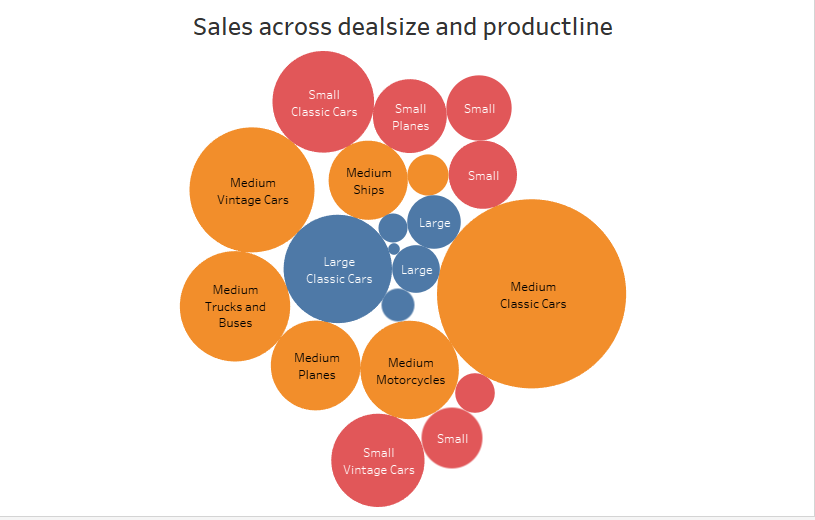 Sales across dealsize and productline
Small
Classic Cars
Small
Planes
Small
Medium
Ships
Small
Medium
Vintage Cars
Large
Large
Classic Cars
Large
Medium
Classic Cars
Medium
Trucks and
Buses
Medium
Planes
Medium
Motorcycles
Small
Small
Vintage Cars